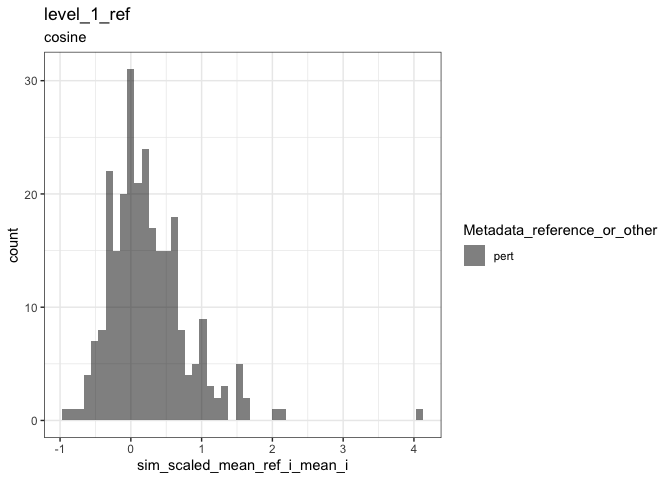 level_1_ref
cosine
30
20
10
0
count
-1 0 1 2 3 4
sim_scaled_mean_ref_i_mean_i
Metadata_reference_or_other
pert